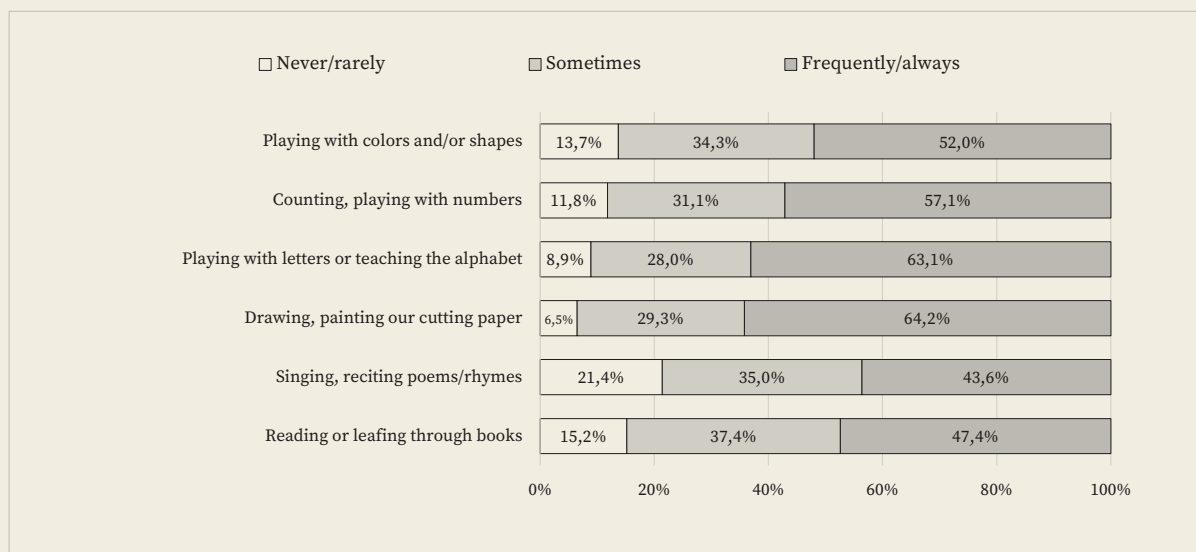 Never/rarely Sometimes Frequently/always
Playing with colors and/or shapes 13,7% 34,3% 52,0%
Counting, playing with numbers 11,8% 31,1% 57,1%
Playing with letters or teaching the alphabet 8,9% 28,0% 63,1%
Drawing, painting our cutting paper 6,5% 29,3% 64,2%
Singing, reciting poems/rhymes 21,4% 35,0% 43,6%
Reading or leafing through books 15,2% 37,4% 47,4%
0% 20% 40% 60% 80% 100%